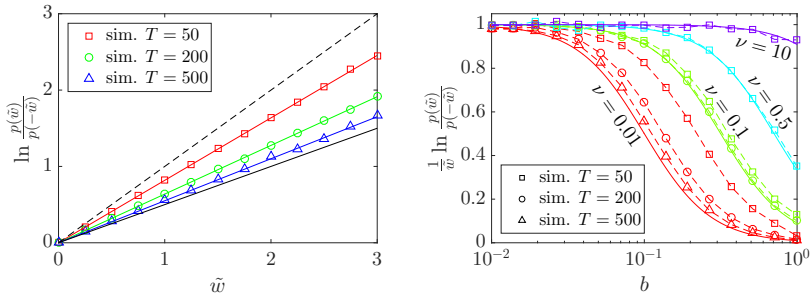 3
2
1
0
0
1
2
3
ln p(w̃)/p(−w̃)
w̃
sim. T = 50
sim. T = 200
sim. T = 500
1
0.8
0.6
0.4
0.2
0
10⁻²
10⁻¹
10⁰
1/w̃ ln p(w̃)/p(−w̃)
b
ν = 10
ν = 0.5
ν = 0.1
ν = 0.01
sim. T = 50
sim. T = 200
sim. T = 500